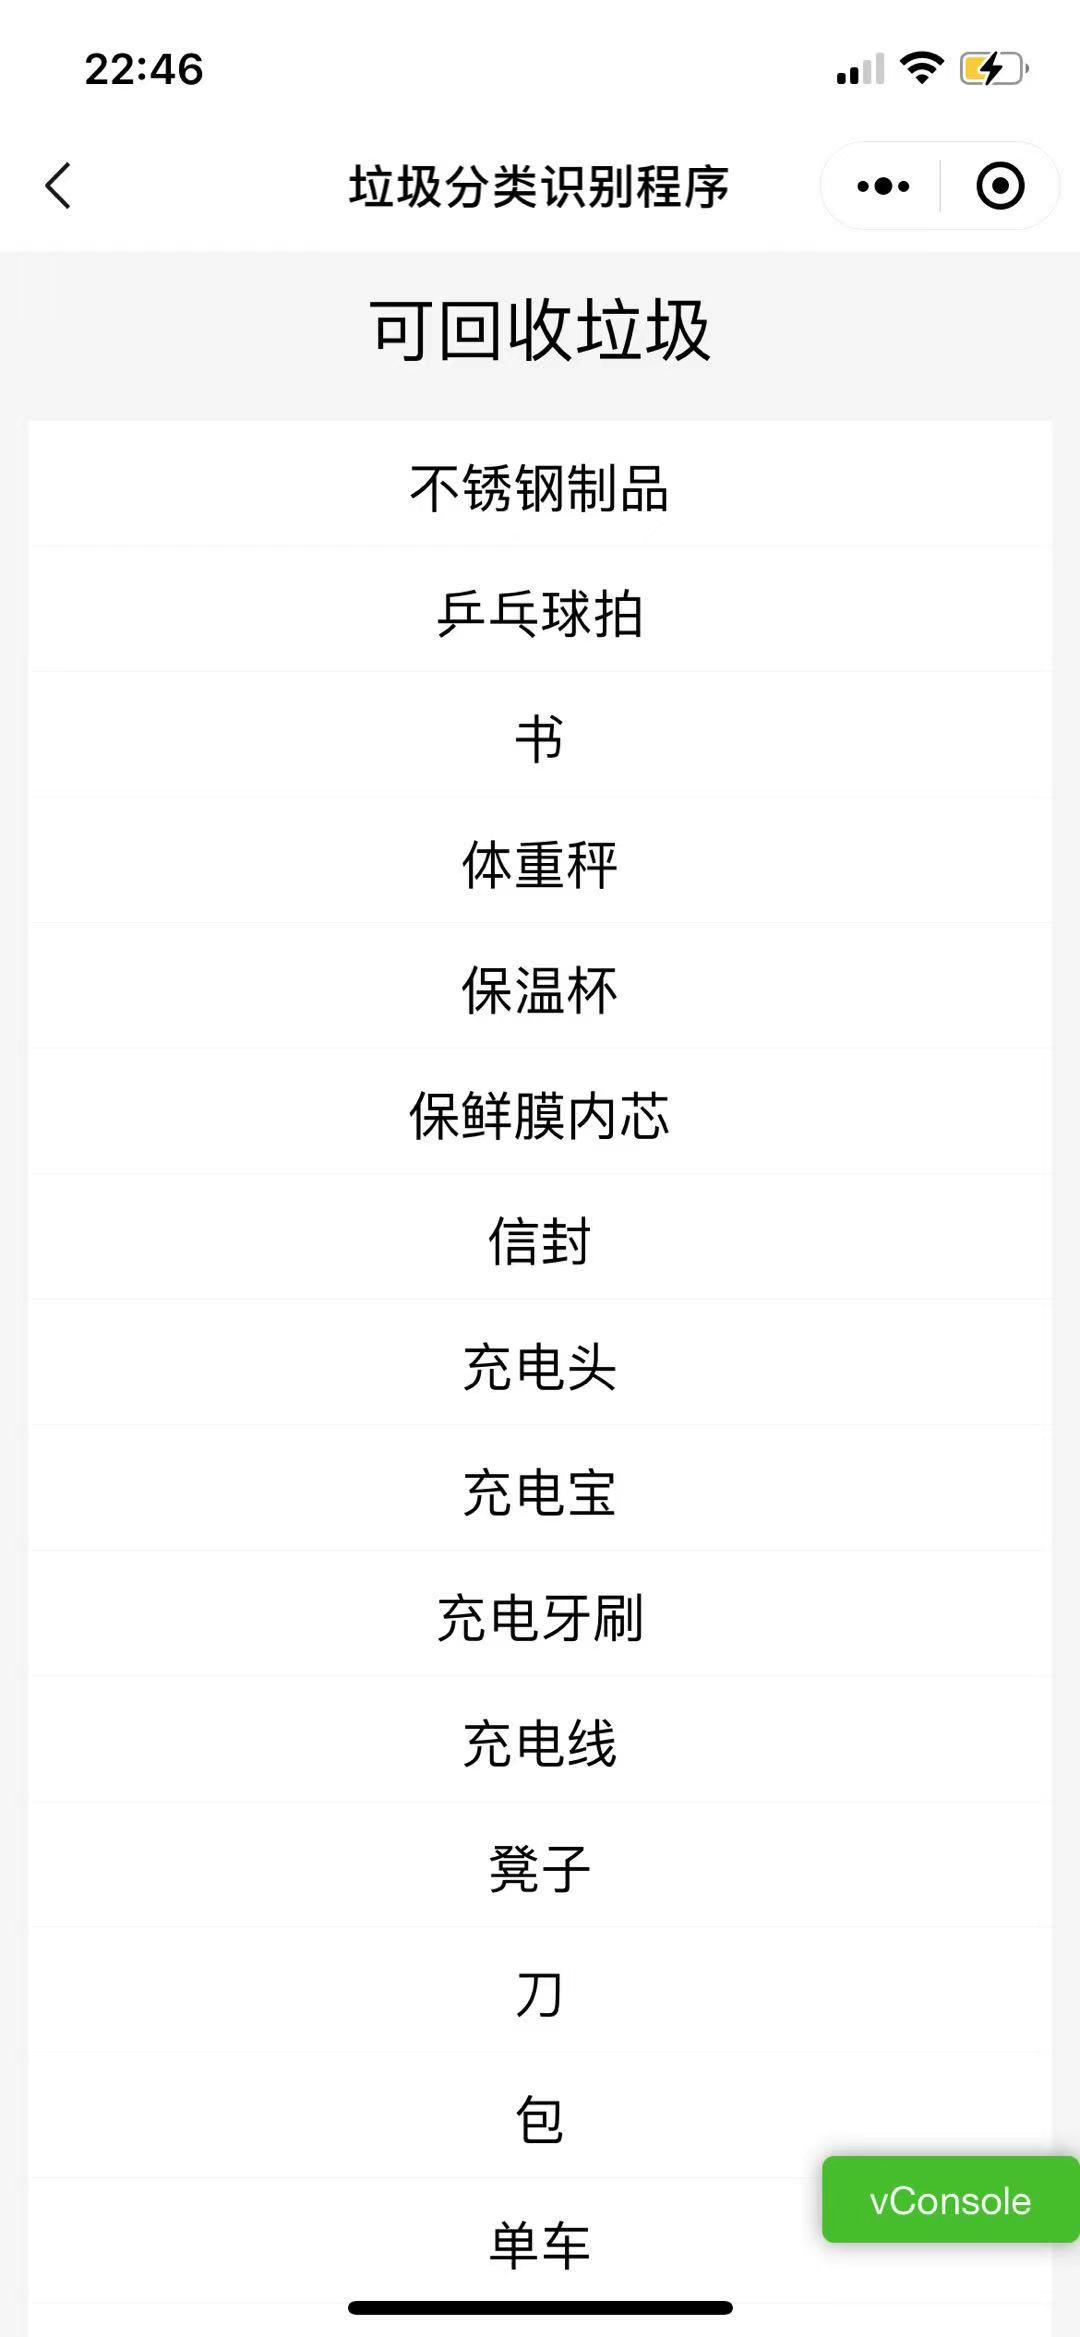 22:46
垃圾分类识别程序
可回收垃圾
不锈钢制品
乒乓球拍
书
体重秤
保温杯
保鲜膜内芯
信封
充电头
充电宝
充电牙刷
充电线
凳子
刀
包
vConsole
单车